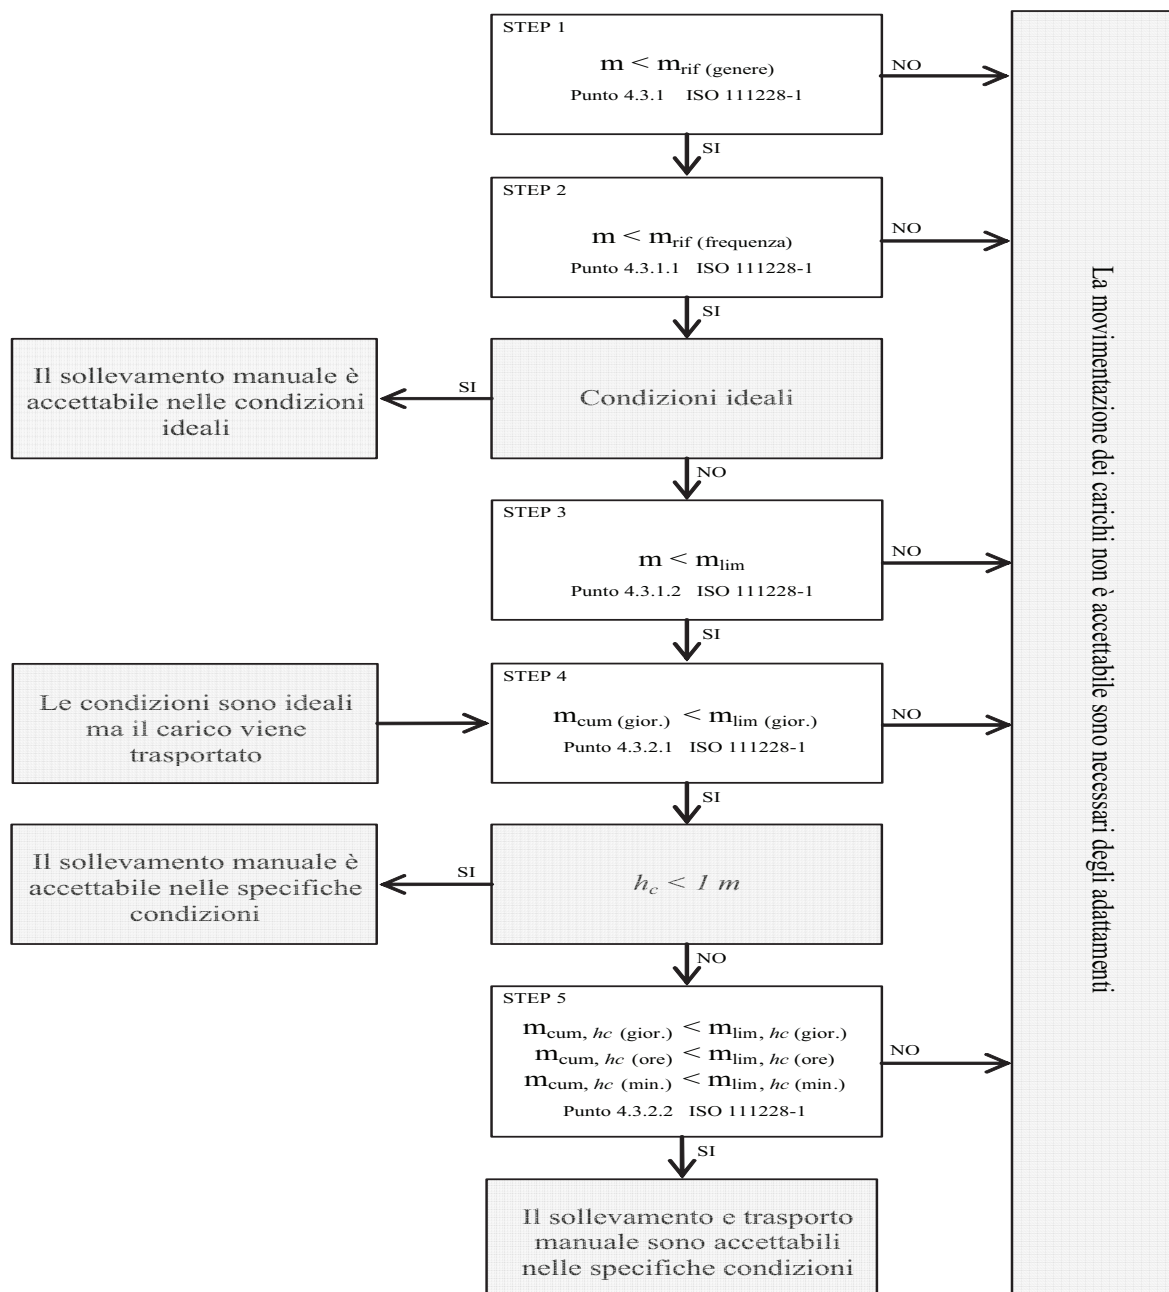 STEP 1
m < mrif (genere)
Punto 4.3.1 ISO 111228-1
NO
SI
STEP 2
m < mrif (frequenza)
Punto 4.3.1.1 ISO 111228-1
NO
SI
Il sollevamento manuale è
accettabile nelle condizioni
ideali
SI
Condizioni ideali
NO
STEP 3
m < mlim
Punto 4.3.1.2 ISO 111228-1
NO
SI
Le condizioni sono ideali
ma il carico viene
trasportato
STEP 4
mcum (gior.) < mlim (gior.)
Punto 4.3.2.1 ISO 111228-1
NO
SI
Il sollevamento manuale è
accettabile nelle specifiche
condizioni
SI
hc < 1 m
NO
STEP 5
mcum, hc (gior.) < mlim, hc (gior.)
mcum, hc (ore) < mlim, hc (ore)
mcum, hc (min.) < mlim, hc (min.)
Punto 4.3.2.2 ISO 111228-1
NO
SI
Il sollevamento e trasporto
manuale sono accettabili
nelle specifiche condizioni
La movimentazione dei carichi non è accettabile sono necessari degli adattamenti